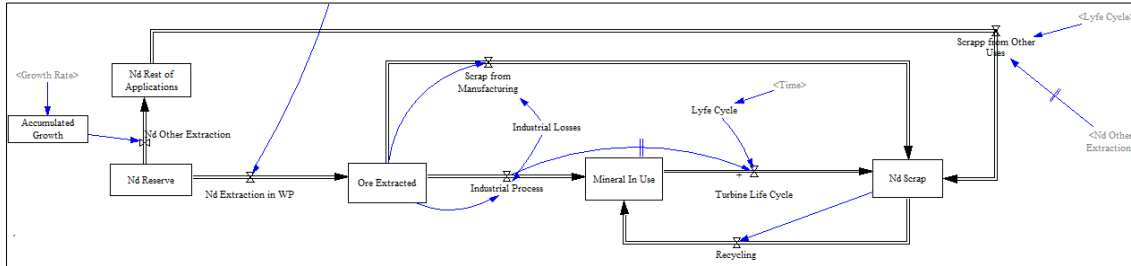 <Lyfe Cycle>
Scrapp from Other
Uses
<Growth Rate>
Nd Rest of
Applications
Scrap from
Manufacturing
<Time>
Accumulated
Growth
Nd Other Extraction
Industrial Losses
Lyfe Cycle
<Nd Other
Extraction>
Nd Reserve
Ore Extracted
Mineral In Use
Nd Scrap
Nd Extraction in WP
Industrial Process
+
Turbine Life Cycle
Recycling